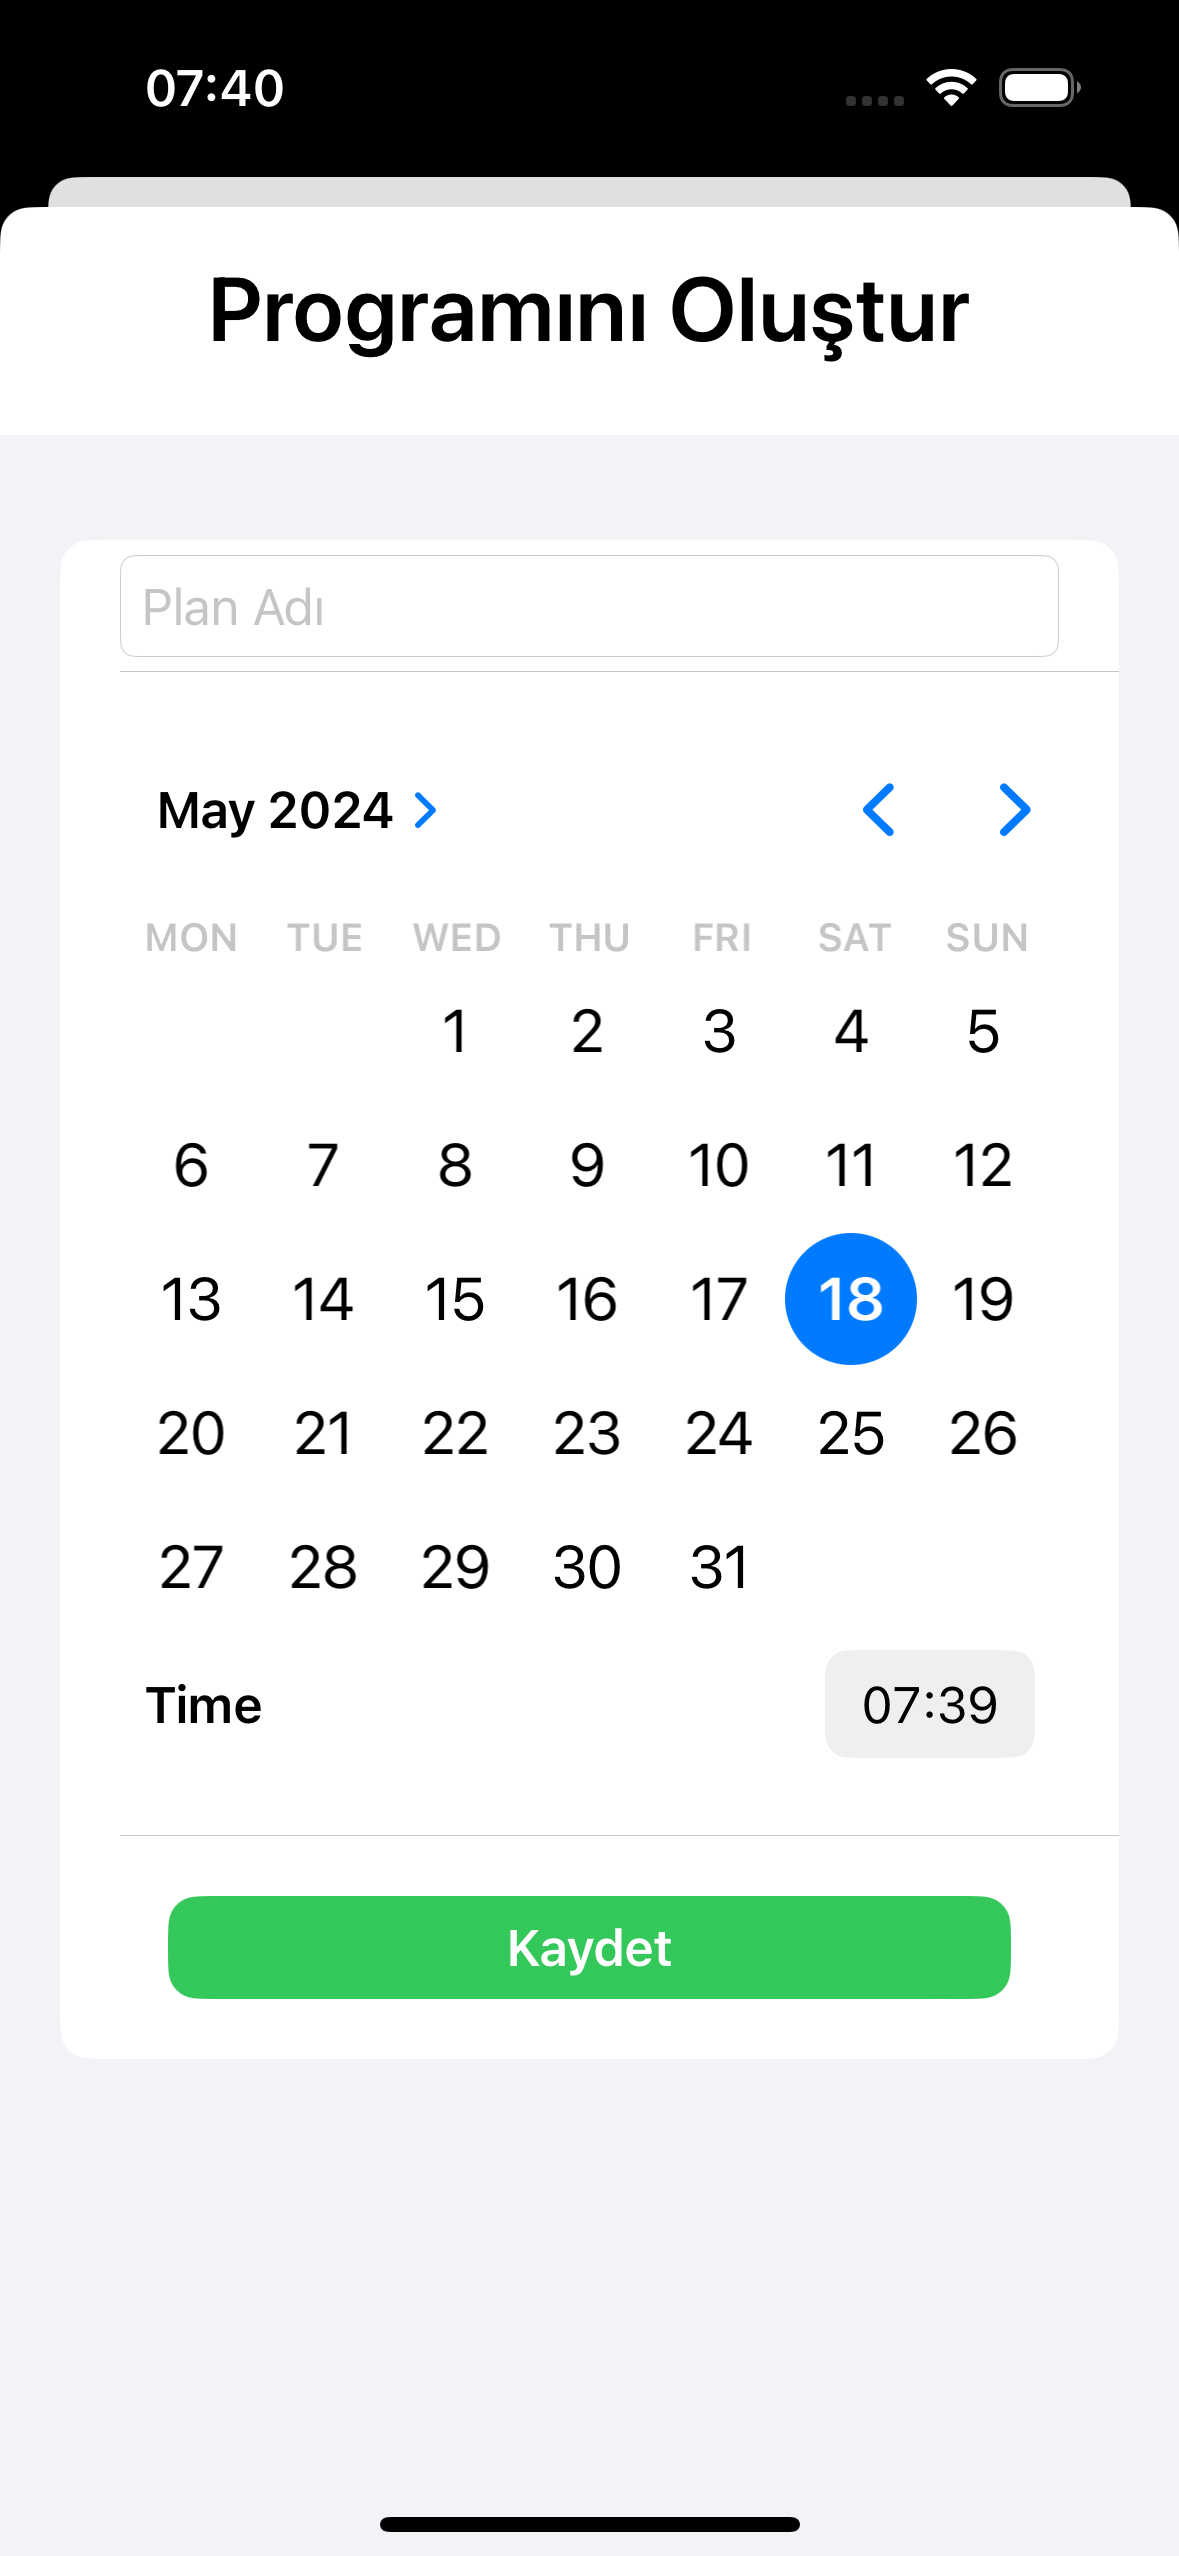 07:40
Programını Oluştur
Plan Adı
May 2024
MON TUE WED THU FRI SAT SUN
1 2 3 4 5
6 7 8 9 10 11 12
13 14 15 16 17 18 19
20 21 22 23 24 25 26
27 28 29 30 31
Time 07:39
Kaydet